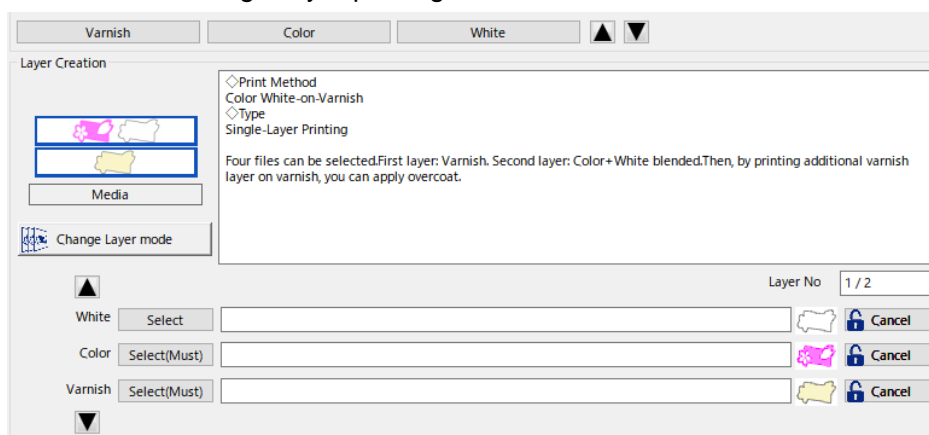 Varnish Color White
Layer Creation
◇Print Method
Color White-on-Varnish
◇Type
Single-Layer Printing
Four files can be selected.First layer: Varnish. Second layer: Color+White blended.Then, by printing additional varnish
layer on varnish, you can apply overcoat.
Media
Change Layer mode
Layer No 1 / 2
White Select Cancel
Color Select(Must) Cancel
Varnish Select(Must) Cancel